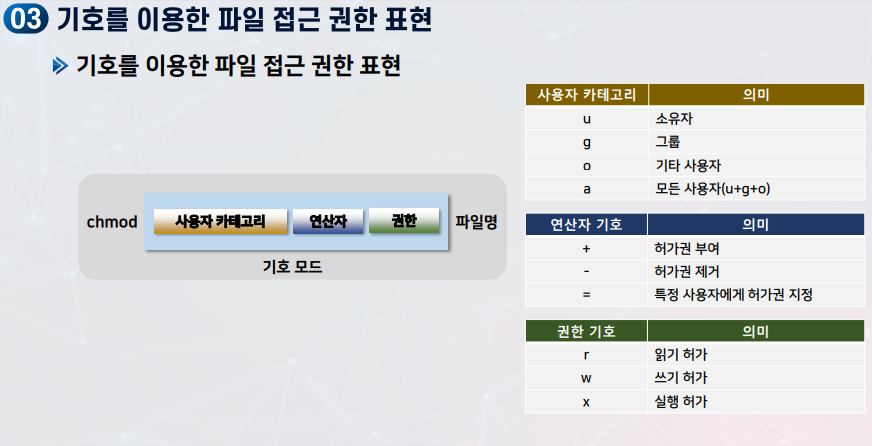 03 기호를 이용한 파일 접근 권한 표현
기호를 이용한 파일 접근 권한 표현
chmod 사용자 카테고리 연산자 권한 파일명
기호 모드
사용자 카테고리 의미
u 소유자
g 그룹
o 기타 사용자
a 모든 사용자(u+g+o)
연산자 기호 의미
+ 허가권 부여
- 허가권 제거
= 특정 사용자에게 허가권 지정
권한 기호 의미
r 읽기 허가
w 쓰기 허가
x 실행 허가